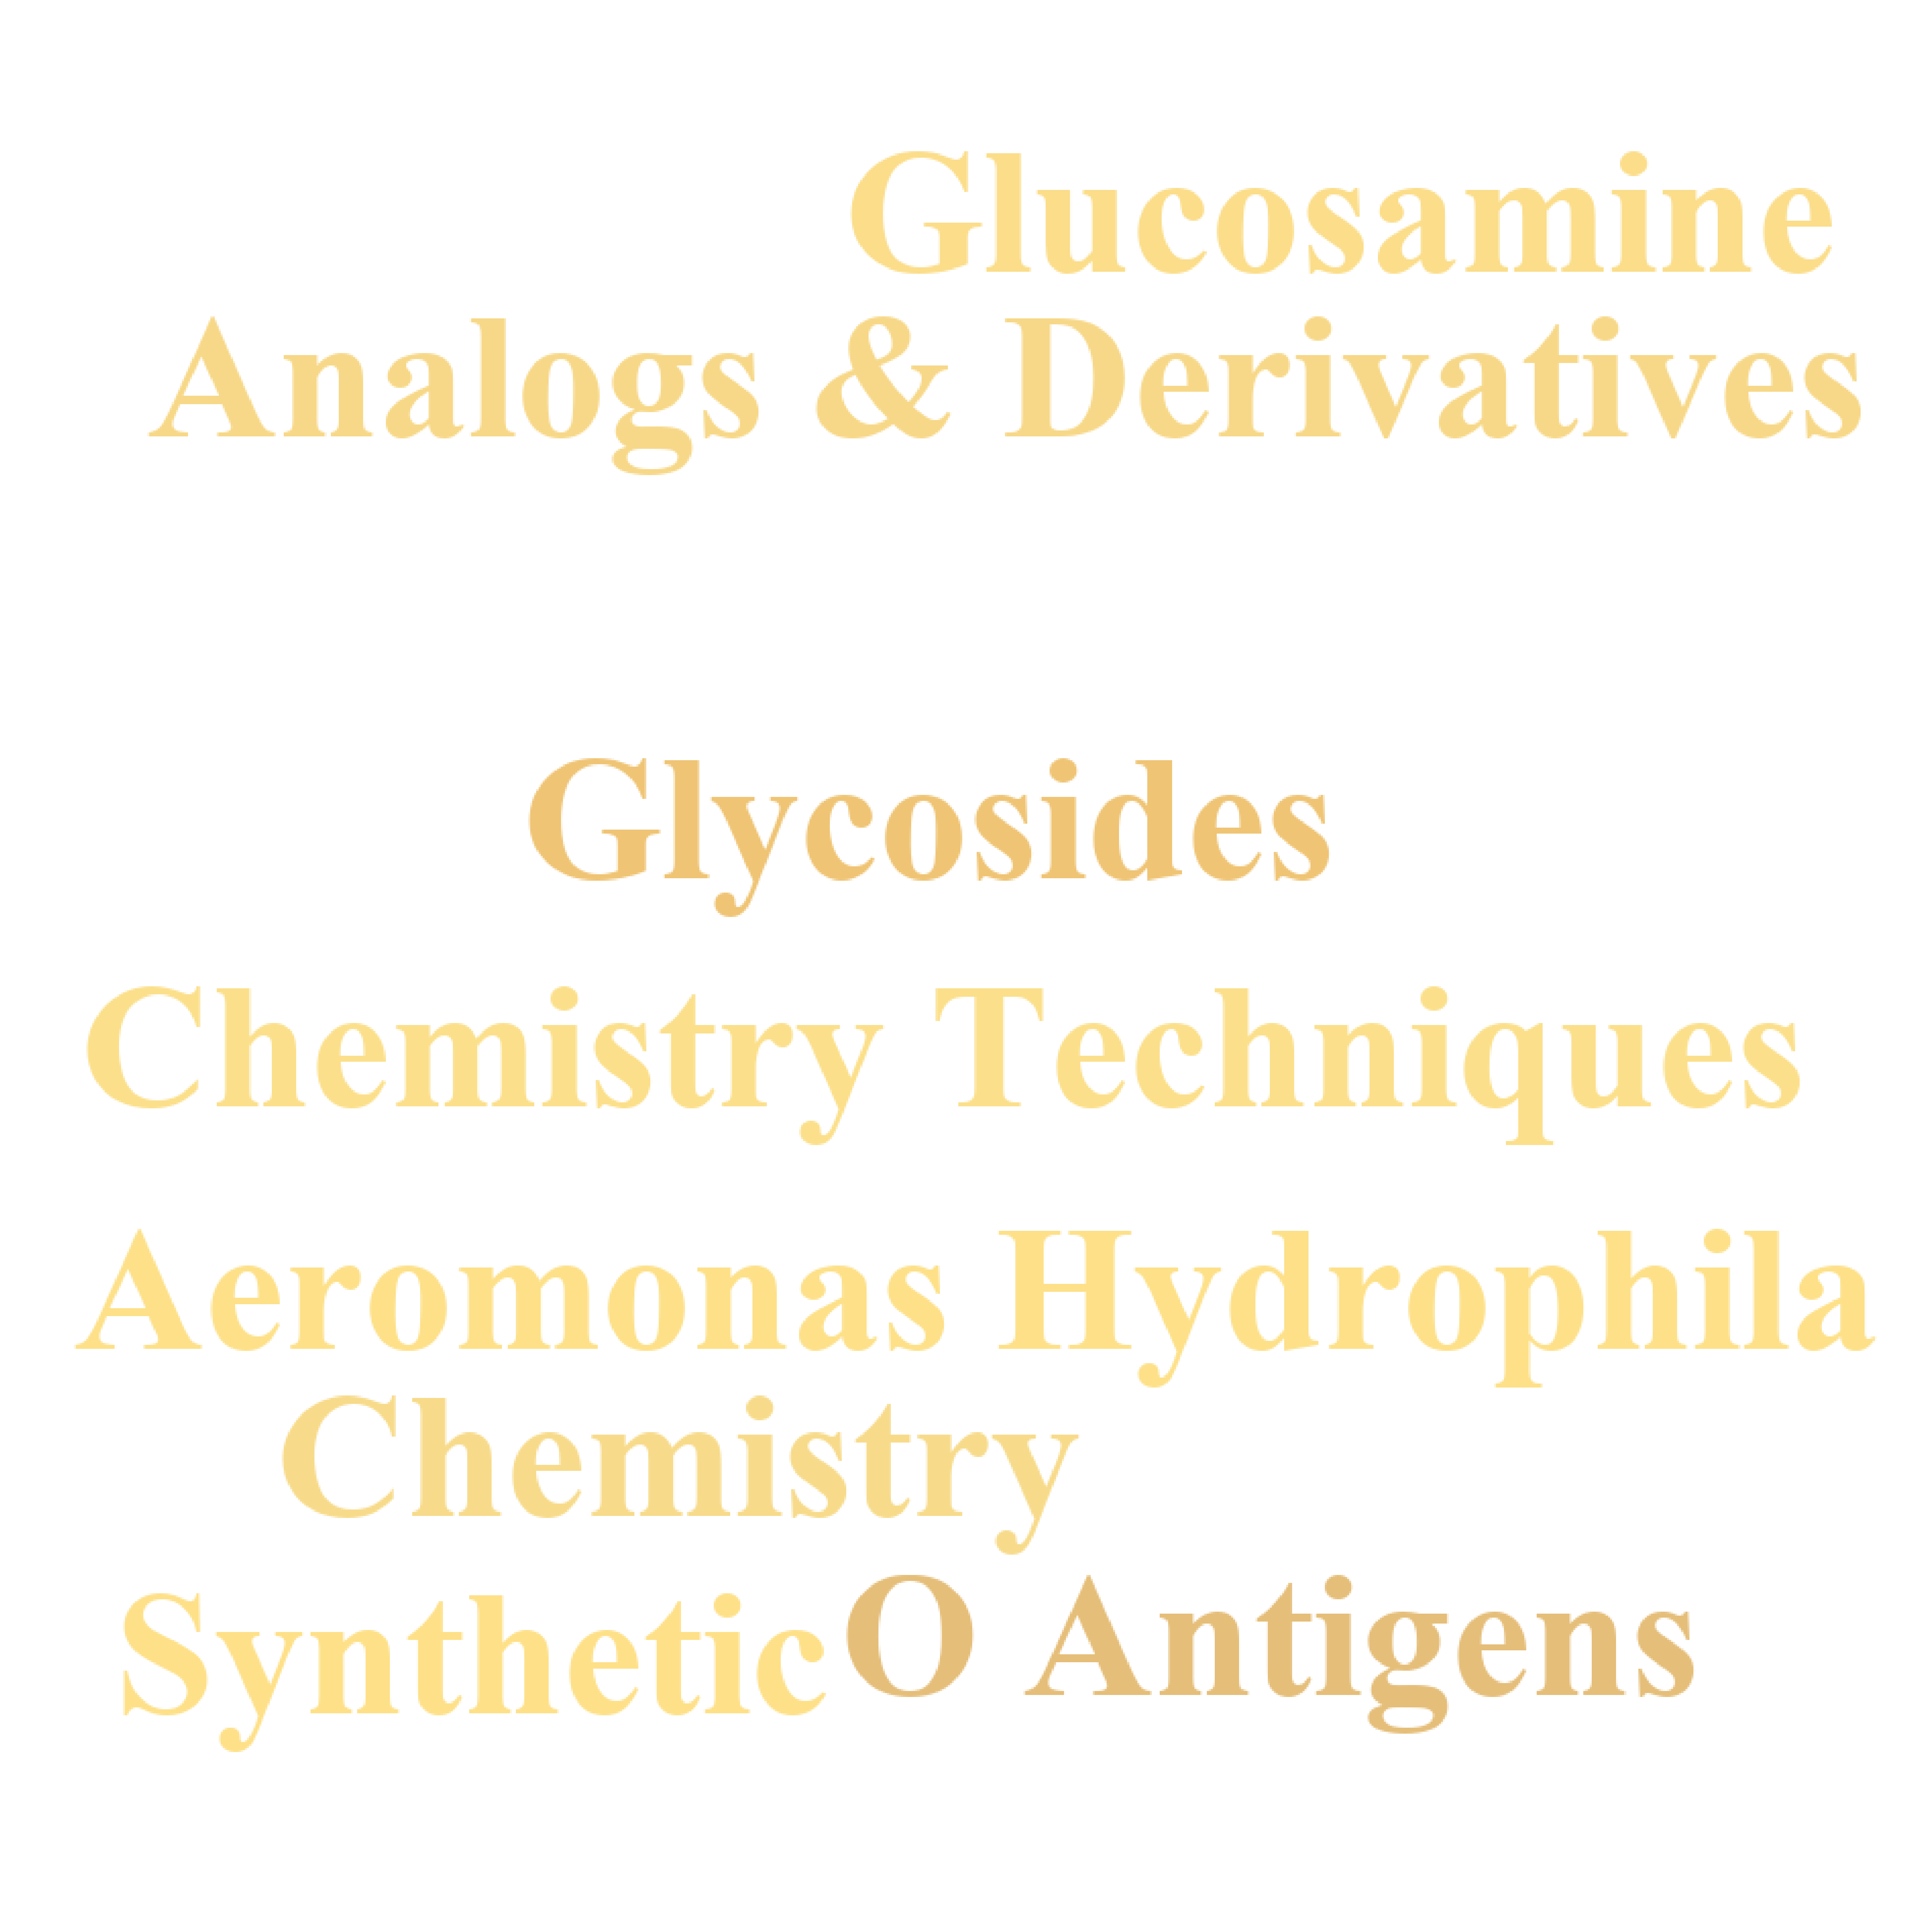 Glucosamine
Analogs & Derivatives
Glycosides
Chemistry Techniques
Aeromonas Hydrophila
Chemistry
Synthetic
O Antigens